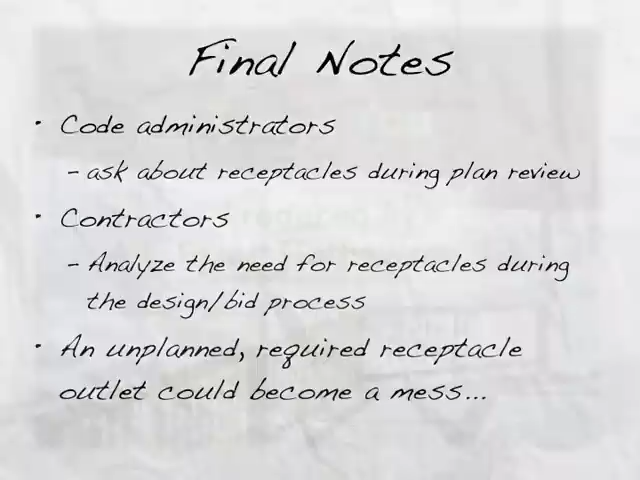 Final Notes
• Code administrators
– ask about receptacles during plan review
• Contractors
– Analyze the need for receptacles during
the design/bid process
• An unplanned, required receptacle
outlet could become a mess...